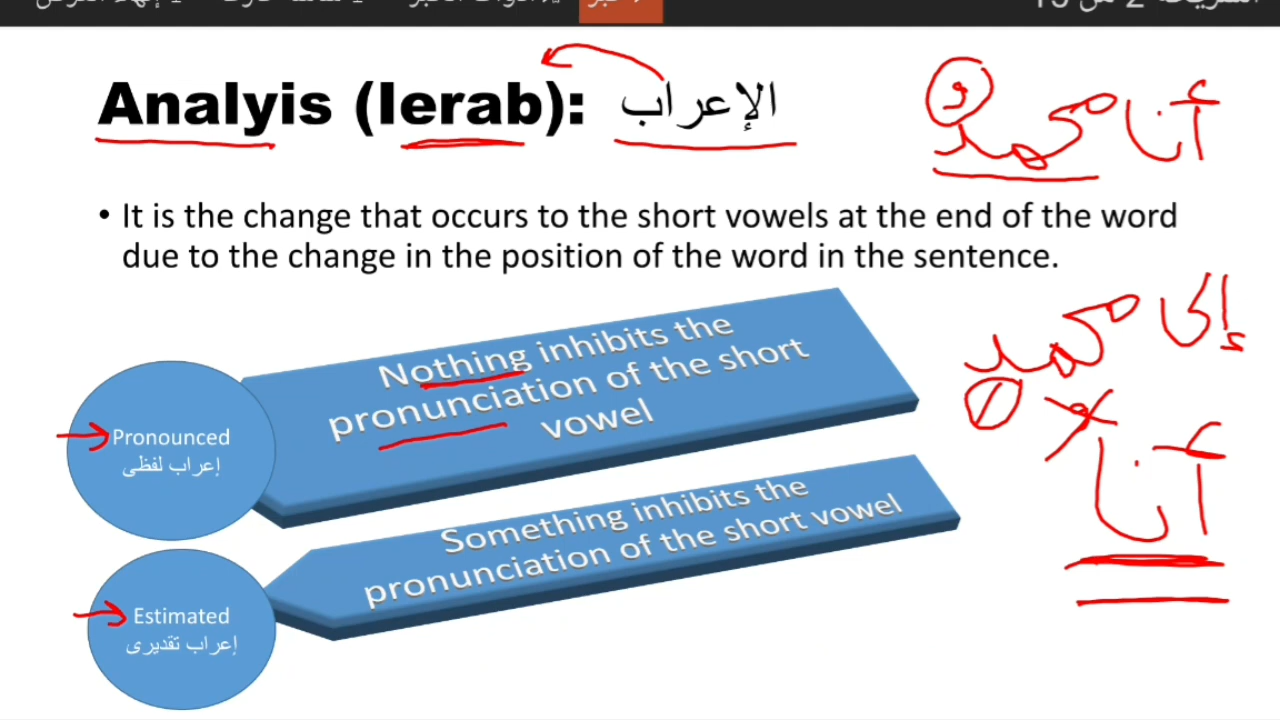 Analyis (Ierab): الإعراب
• It is the change that occurs to the short vowels at the end of the word
due to the change in the position of the word in the sentence.
Pronounced
إعراب لفظى
Nothing inhibits the
pronunciation of the short
vowel
Estimated
إعراب تقديرى
Something inhibits the
pronunciation of the short vowel
أنا محمد
إلى محمد
أنا